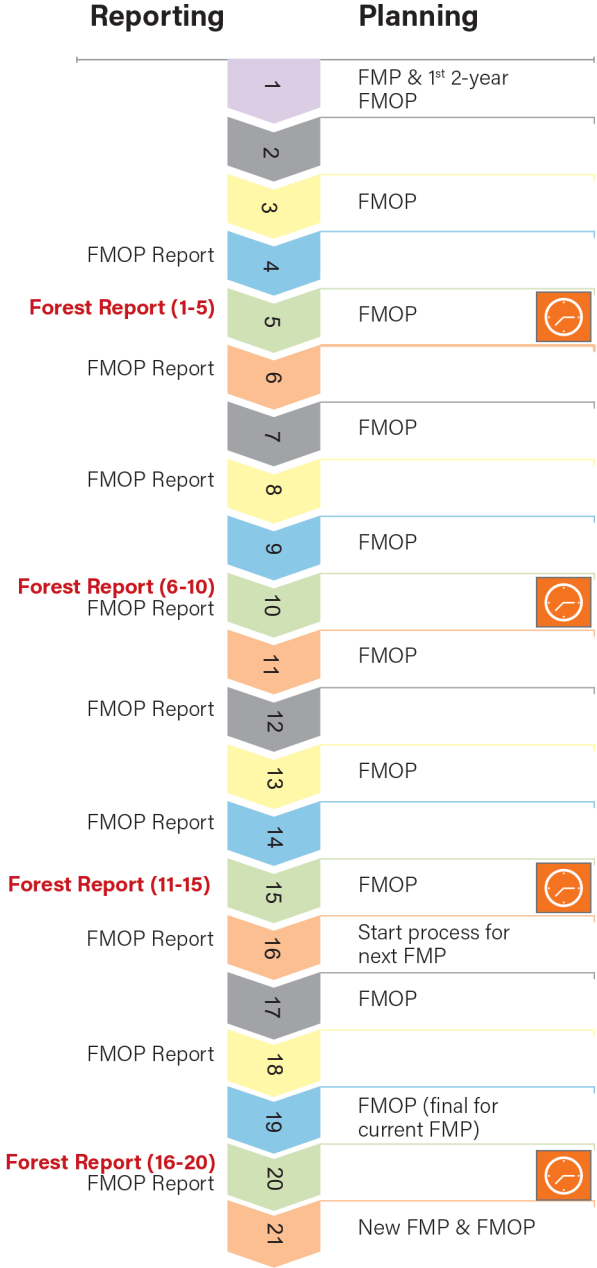 Reporting Planning
1 FMP & 1st 2-year
FMOP
2
3 FMOP
FMOP Report 4
Forest Report (1-5) 5 FMOP
FMOP Report 6
7 FMOP
FMOP Report 8
9 FMOP
Forest Report (6-10)
FMOP Report 10
11 FMOP
FMOP Report 12
13 FMOP
FMOP Report 14
Forest Report (11-15) 15 FMOP
FMOP Report 16 Start process for
next FMP
17 FMOP
FMOP Report 18
19 FMOP (final for
current FMP)
Forest Report (16-20)
FMOP Report 20
21 New FMP & FMOP